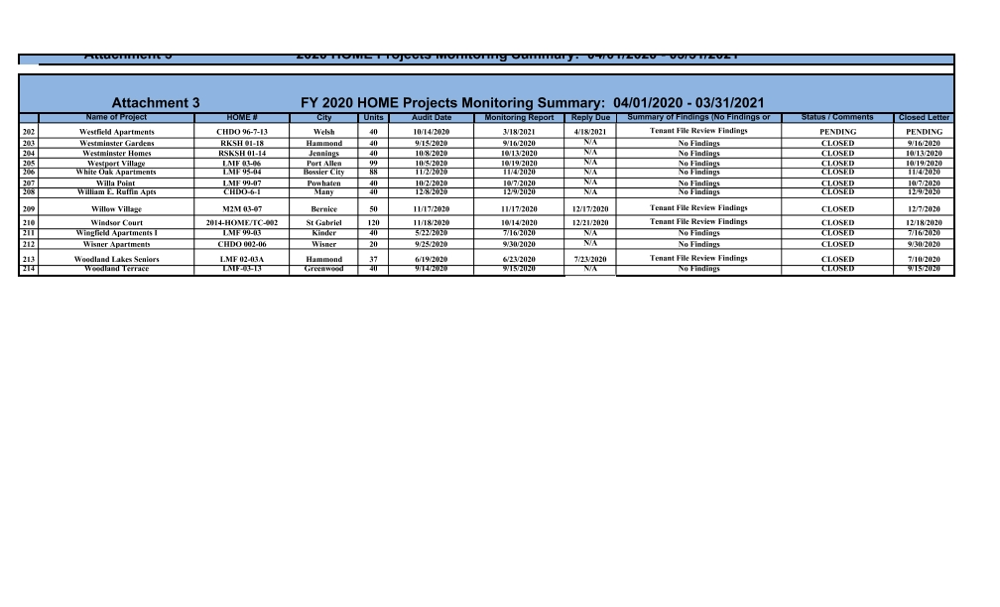 Attachment 3 2020 HOME Projects Monitoring Summary: 04/01/2020 - 03/31/2021
Attachment 3 FY 2020 HOME Projects Monitoring Summary: 04/01/2020 - 03/31/2021
Name of Project HOME # City Units Audit Date Monitoring Report Reply Due Summary of Findings (No Findings or Status / Comments Closed Letter
202 Westfield Apartments CHDO 96-7-13 Welsh 40 10/14/2020 3/18/2021 4/18/2021 Tenant File Review Findings PENDING PENDING
203 Westminster Gardens RKSH 01-18 Hammond 40 9/15/2020 9/16/2020 N/A No Findings CLOSED 9/16/2020
204 Westminster Homes RSKSH 01-14 Jennings 40 10/8/2020 10/13/2020 N/A No Findings CLOSED 10/13/2020
205 Westport Village LMF 03-06 Port Allen 99 10/5/2020 10/19/2020 N/A No Findings CLOSED 10/19/2020
206 White Oak Apartments LMF 95-04 Bossier City 88 11/2/2020 11/4/2020 N/A No Findings CLOSED 11/4/2020
207 Willa Point LMF 99-07 Powhaten 40 10/2/2020 10/7/2020 N/A No Findings CLOSED 10/7/2020
208 William E. Ruffin Apts CHDO-6-1 Many 40 12/8/2020 12/9/2020 N/A No Findings CLOSED 12/9/2020
209 Willow Village M2M 03-07 Bernice 50 11/17/2020 11/17/2020 12/17/2020 Tenant File Review Findings CLOSED 12/7/2020
210 Windsor Court 2014-HOME/TC-002 St Gabriel 120 11/18/2020 10/14/2020 12/21/2020 Tenant File Review Findings CLOSED 12/18/2020
211 Wingfield Apartments I LMF 99-03 Kinder 40 5/22/2020 7/16/2020 N/A No Findings CLOSED 7/16/2020
212 Wisner Apartments CHDO 002-06 Wisner 20 9/25/2020 9/30/2020 N/A No Findings CLOSED 9/30/2020
213 Woodland Lakes Seniors LMF 02-03A Hammond 37 6/19/2020 6/23/2020 7/23/2020 Tenant File Review Findings CLOSED 7/10/2020
214 Woodland Terrace LMF-03-13 Greenwood 40 9/14/2020 9/15/2020 N/A No Findings CLOSED 9/15/2020